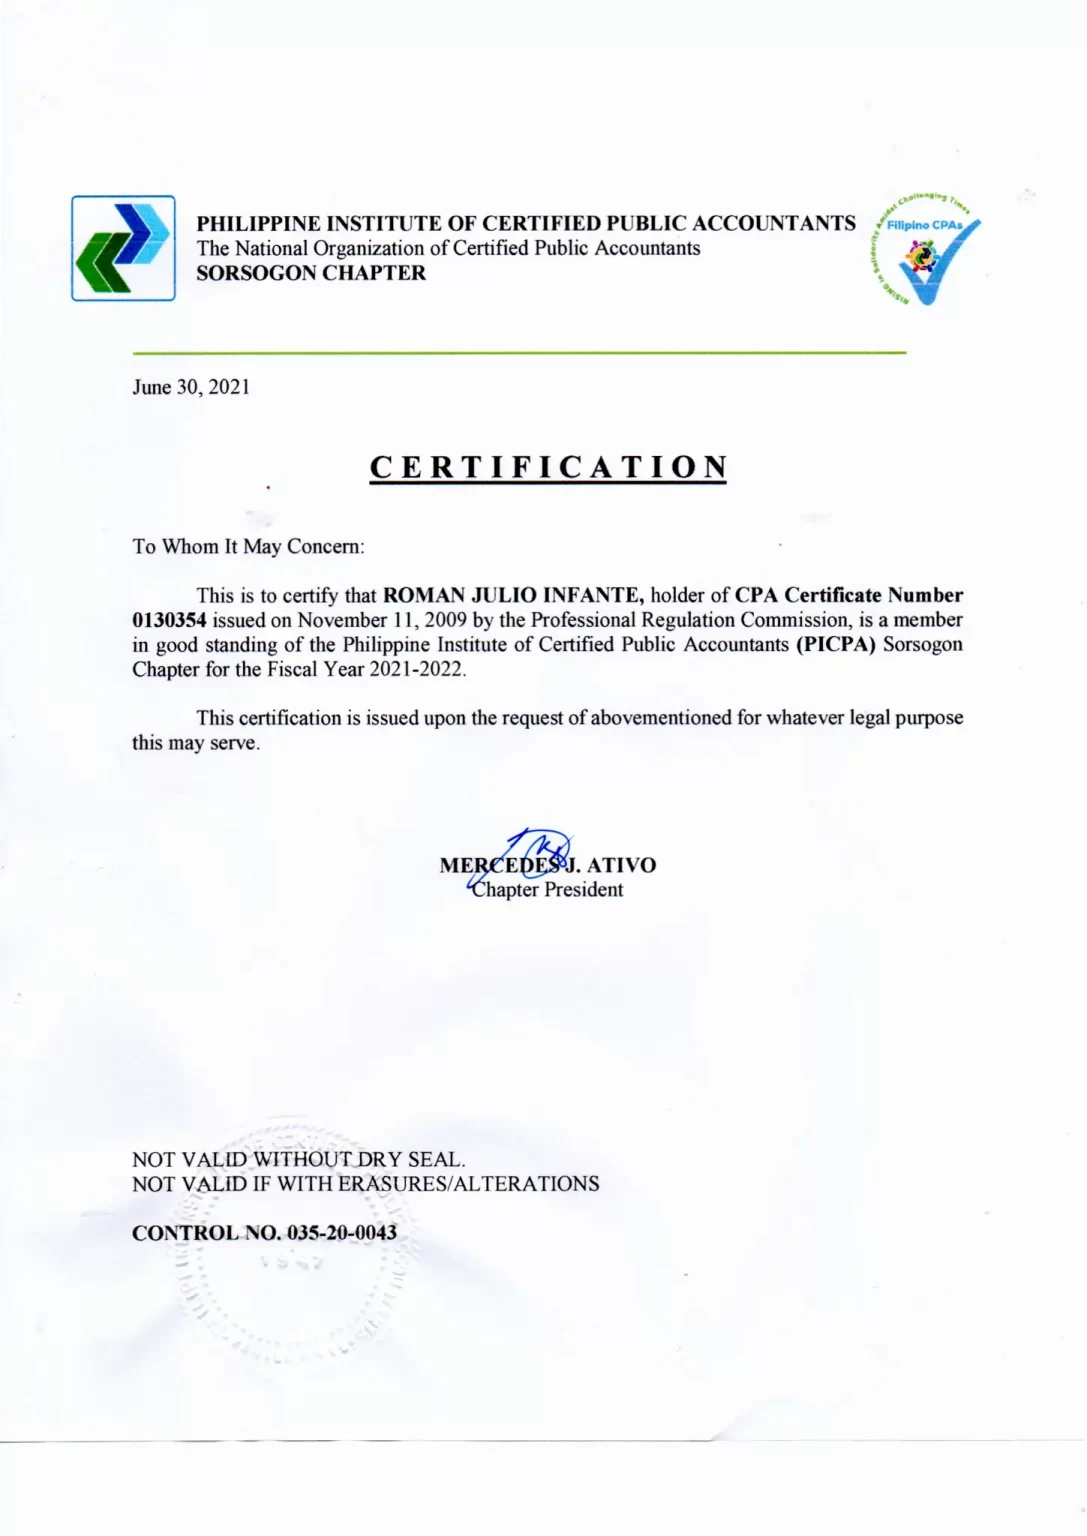 PHILIPPINE INSTITUTE OF CERTIFIED PUBLIC ACCOUNTANTS
The National Organization of Certified Public Accountants
SORSOGON CHAPTER
RISING in Solidarity Amidst Challenging Times
Filipino CPAs
June 30, 2021
CERTIFICATION
To Whom It May Concern:
This is to certify that ROMAN JULIO INFANTE, holder of CPA Certificate Number
0130354 issued on November 11, 2009 by the Professional Regulation Commission, is a member
in good standing of the Philippine Institute of Certified Public Accountants (PICPA) Sorsogon
Chapter for the Fiscal Year 2021-2022.
This certification is issued upon the request of abovementioned for whatever legal purpose
this may serve.
MERCEDES J. ATIVO
Chapter President
NOT VALID WITHOUT DRY SEAL.
NOT VALID IF WITH ERASURES/ALTERATIONS
CONTROL NO. 035-20-0043